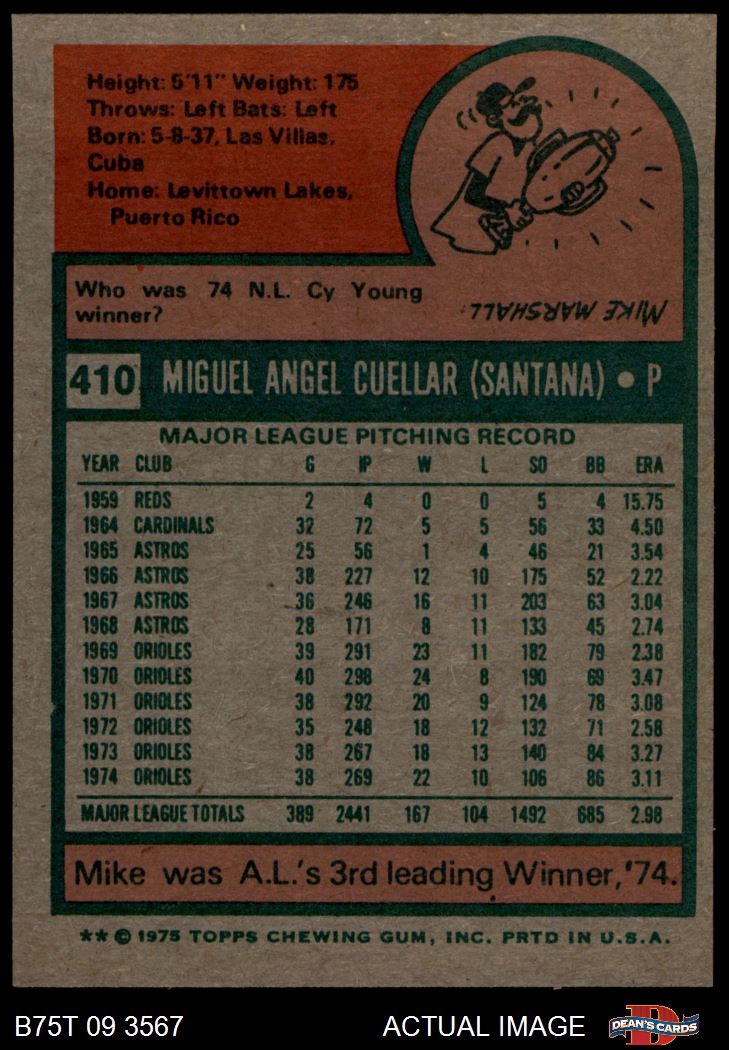 Height: 5'11" Weight: 175
Throws: Left Bats: Left
Born: 5-8-37, Las Villas,
Cuba
Home: Levittown Lakes,
Puerto Rico
Who was 74 N.L. Cy Young
winner?
MIKE MARSHALL
410 MIGUEL ANGEL CUELLAR (SANTANA) • P
MAJOR LEAGUE PITCHING RECORD
YEAR CLUB G IP W L SO BB ERA
1959 REDS 2 4 0 0 5 4 15.75
1964 CARDINALS 32 72 5 5 56 33 4.50
1965 ASTROS 25 56 1 4 46 21 3.54
1966 ASTROS 38 227 12 10 175 52 2.22
1967 ASTROS 36 246 16 11 203 63 3.04
1968 ASTROS 28 171 8 11 133 45 2.74
1969 ORIOLES 39 291 23 11 182 79 2.38
1970 ORIOLES 40 298 24 8 190 69 3.47
1971 ORIOLES 38 292 20 9 124 78 3.08
1972 ORIOLES 35 248 18 12 132 71 2.58
1973 ORIOLES 38 267 18 13 140 84 3.27
1974 ORIOLES 38 269 22 10 106 86 3.11
MAJOR LEAGUE TOTALS 389 2441 167 104 1492 685 2.98
Mike was A.L.'s 3rd leading Winner, '74.
** © 1975 TOPPS CHEWING GUM, INC. PRTD IN U.S.A.
B75T 09 3567 ACTUAL IMAGE DEAN'S CARDS